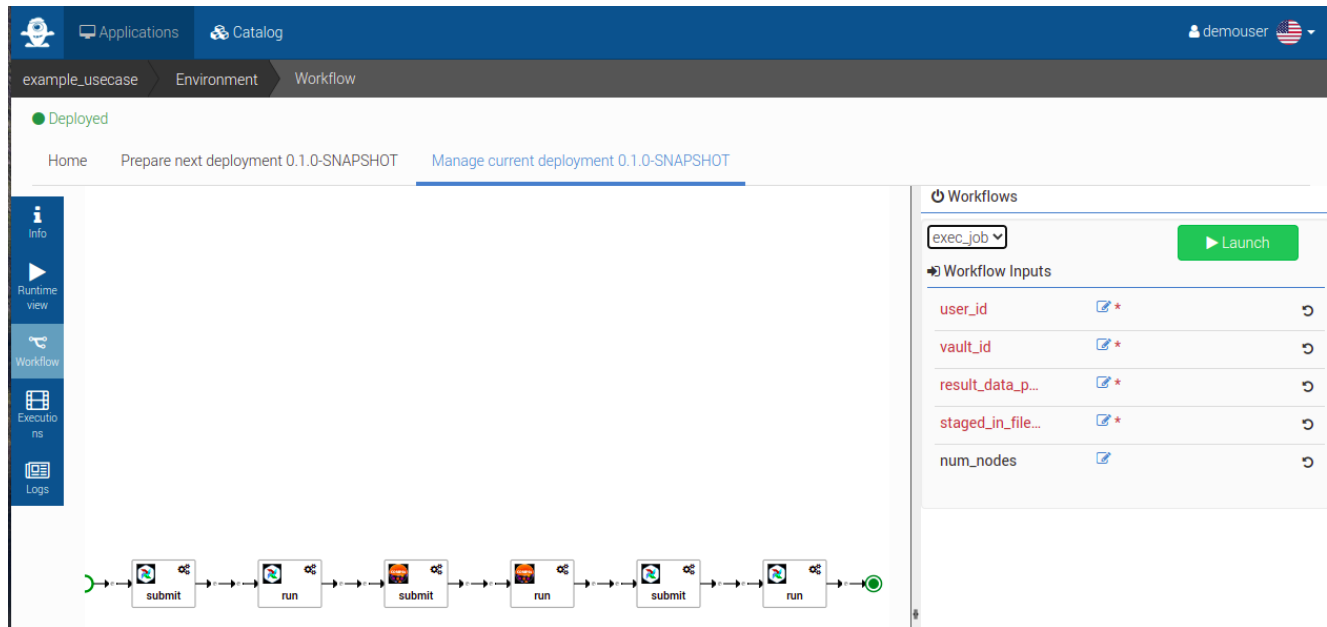 Applications Catalog demouser
example_usecase Environment Workflow
Deployed
Home Prepare next deployment 0.1.0-SNAPSHOT Manage current deployment 0.1.0-SNAPSHOT
Info
Runtime
view
Workflow
Executio
ns
Logs
Workflows
exec_job Launch
Workflow Inputs
user_id *
vault_id *
result_data_p... *
staged_in_file... *
num_nodes
submit run submit run submit run